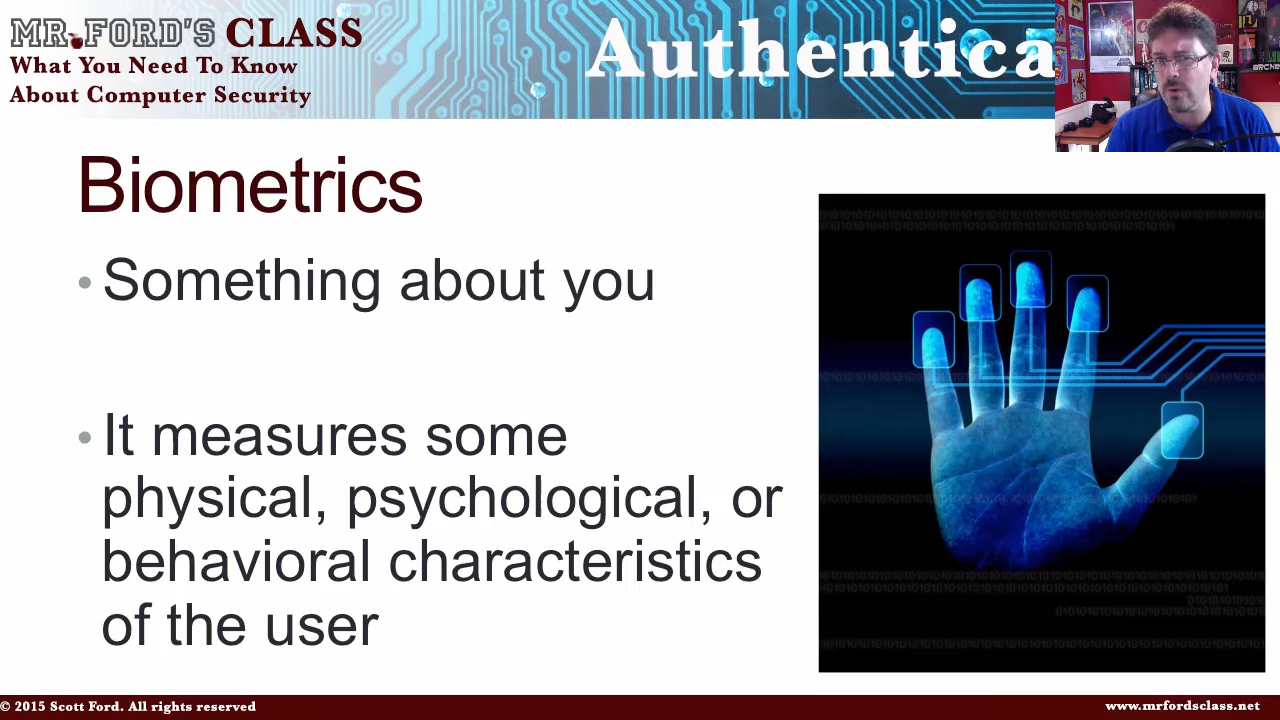 MR. FORD'S CLASS
What You Need To Know
About Computer Security
Authentica
Biometrics
• Something about you
• It measures some
physical, psychological, or
behavioral characteristics
of the user
© 2015 Scott Ford. All rights reserved
www.mrfordsclass.net